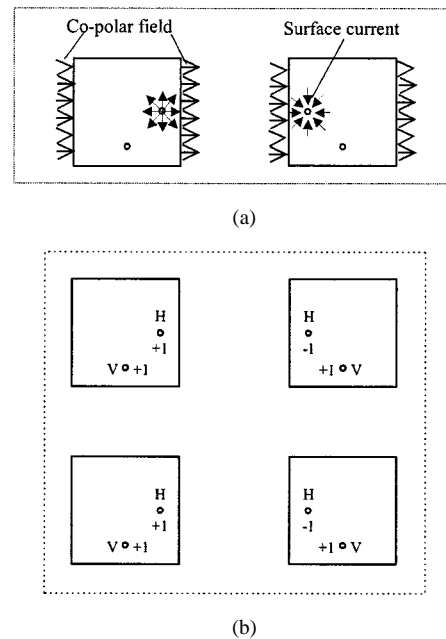 Co-polar field Surface current
(a)
H H
+1 -1
V +1 +1 V
H H
+1 -1
V +1 +1 V
(b)